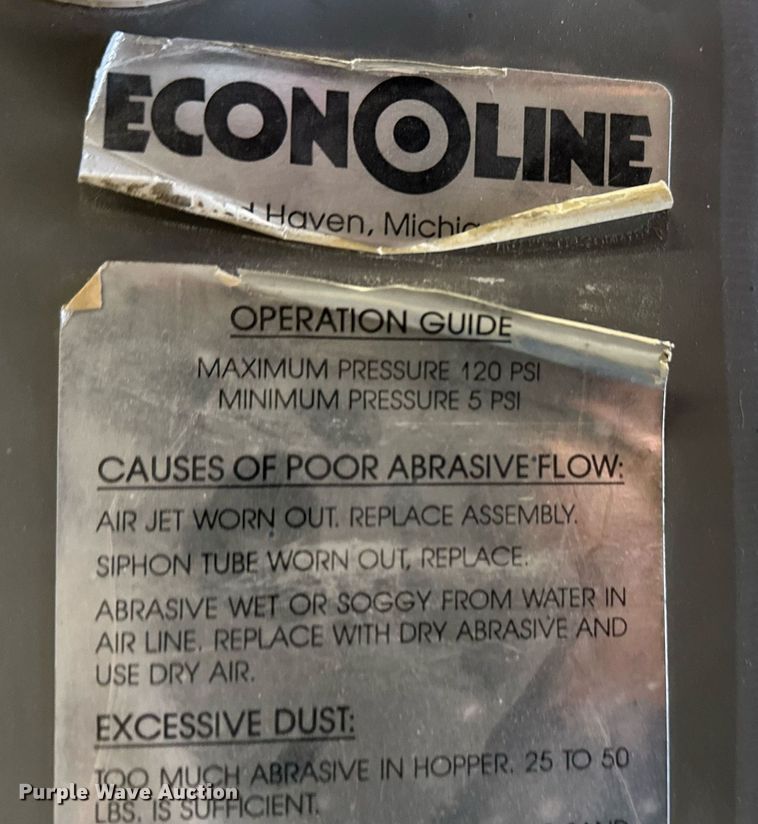 ECONOLINE
d Haven, Michig
OPERATION GUIDE
MAXIMUM PRESSURE 120 PSI
MINIMUM PRESSURE 5 PSI
CAUSES OF POOR ABRASIVE FLOW:
AIR JET WORN OUT. REPLACE ASSEMBLY.
SIPHON TUBE WORN OUT, REPLACE.
ABRASIVE WET OR SOGGY FROM WATER IN
AIR LINE. REPLACE WITH DRY ABRASIVE AND
USE DRY AIR.
EXCESSIVE DUST:
TOO MUCH ABRASIVE IN HOPPER. 25 TO 50
LBS. IS SUFFICIENT.
AND
Purple Wave Auction